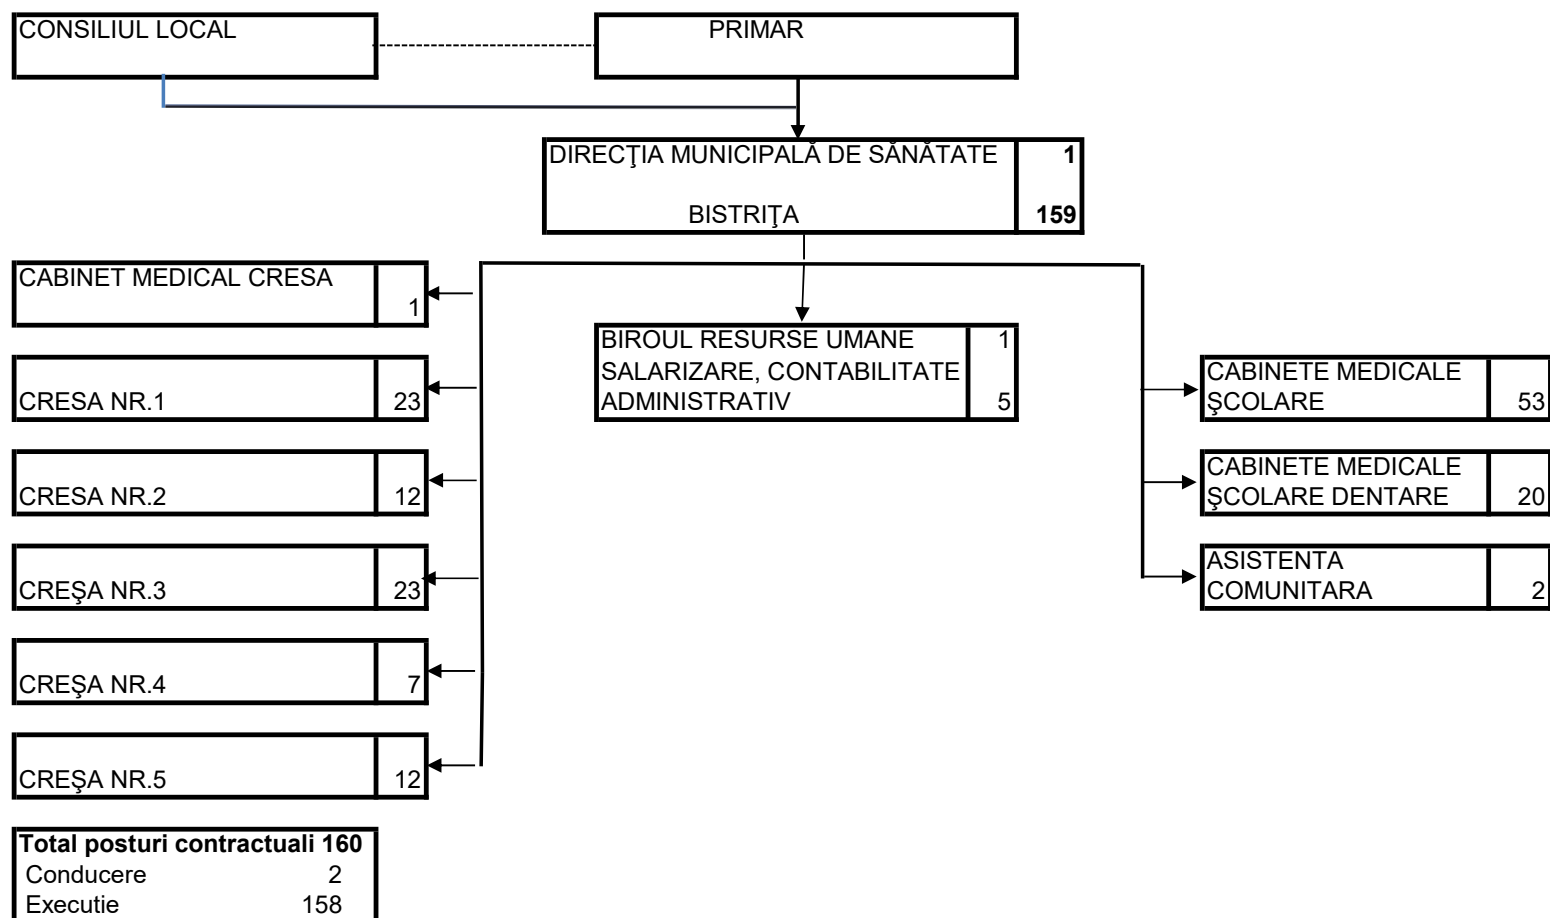 CONSILIUL LOCAL
PRIMAR
DIRECŢIA MUNICIPALĂ DE SĂNĂTATE 1
BISTRIŢA 159
CABINET MEDICAL CRESA
1
BIROUL RESURSE UMANE 1
SALARIZARE, CONTABILITATE
ADMINISTRATIV 5
CRESA NR.1 23
CRESA NR.2 12
CREŞA NR.3 23
CREŞA NR.4 7
CREŞA NR.5 12
CABINETE MEDICALE
ŞCOLARE 53
CABINETE MEDICALE
ŞCOLARE DENTARE 20
ASISTENTA
COMUNITARA 2
Total posturi contractuali 160
Conducere 2
Executie 158